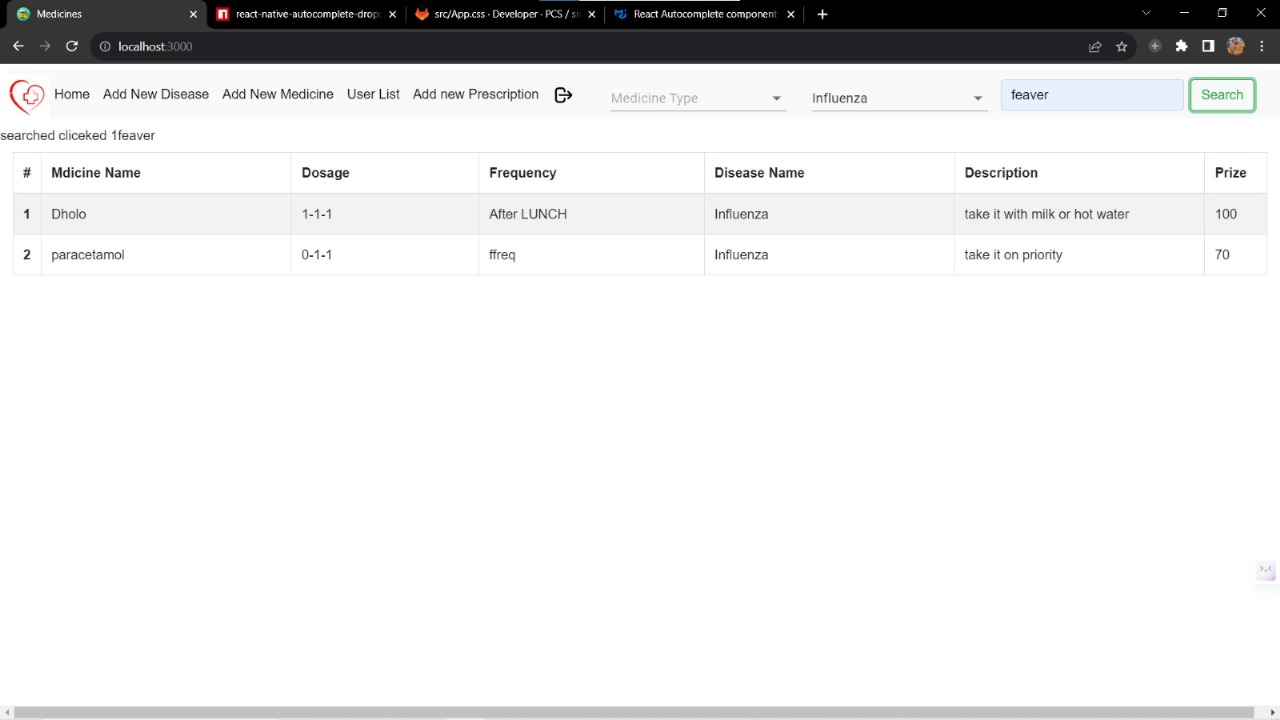 Medicines react-native-autocomplete-drop src/App.css · Developer · PCS / sn React Autocomplete component
localhost:3000
Home Add New Disease Add New Medicine User List Add new Prescription Medicine Type Influenza feaver Search
searched cliceked 1feaver
# Mdicine Name Dosage Frequency Disease Name Description Prize
1 Dholo 1-1-1 After LUNCH Influenza take it with milk or hot water 100
2 paracetamol 0-1-1 ffreq Influenza take it on priority 70